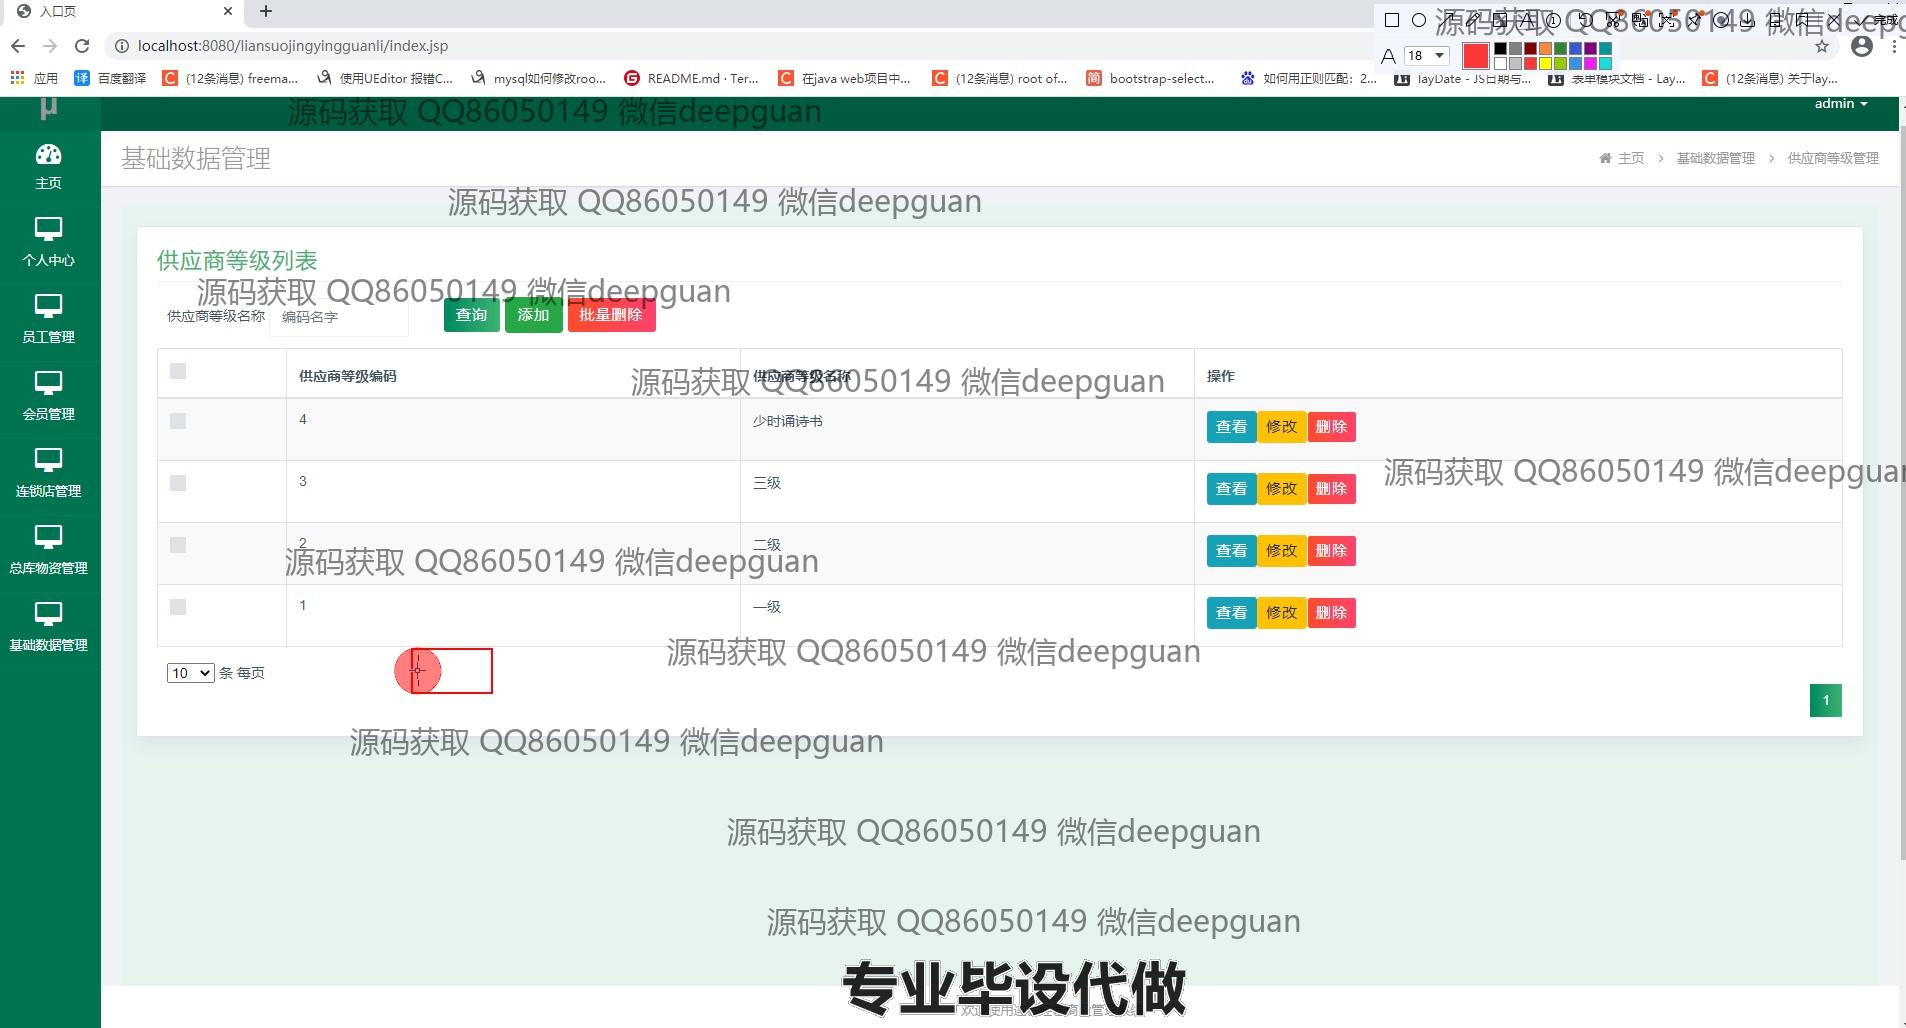 入口页
localhost:8080/liansuojingyingguanli/index.jsp
应用
百度翻译
(12条消息) freema...
使用UEditor 报错C...
mysql如何修改roo...
README.md · Ter...
在java web项目中...
(12条消息) root of...
bootstrap-select...
如何用正则匹配：2...
layDate - JS日期与...
表单模块文档 - Lay...
(12条消息) 关于lay...
完成
A 18
源码获取 QQ86050149 微信deepg
源码获取 QQ86050149 微信deepguan
admin
基础数据管理
主页 > 基础数据管理 > 供应商等级管理
主页
个人中心
员工管理
会员管理
连锁店管理
总库物资管理
基础数据管理
源码获取 QQ86050149 微信deepguan
供应商等级列表
源码获取 QQ86050149 微信deepguan
供应商等级名称 编码名字 查询 添加 批量删除
供应商等级编码 供应商等级名称 操作
源码获取 QQ86050149 微信deepguan
4 少时诵诗书 查看 修改 删除
源码获取 QQ86050149 微信deepguan
3 三级 查看 修改 删除
2 二级 查看 修改 删除
源码获取 QQ86050149 微信deepguan
1 一级 查看 修改 删除
源码获取 QQ86050149 微信deepguan
10 条 每页
1
源码获取 QQ86050149 微信deepguan
源码获取 QQ86050149 微信deepguan
源码获取 QQ86050149 微信deepguan
专业毕设代做